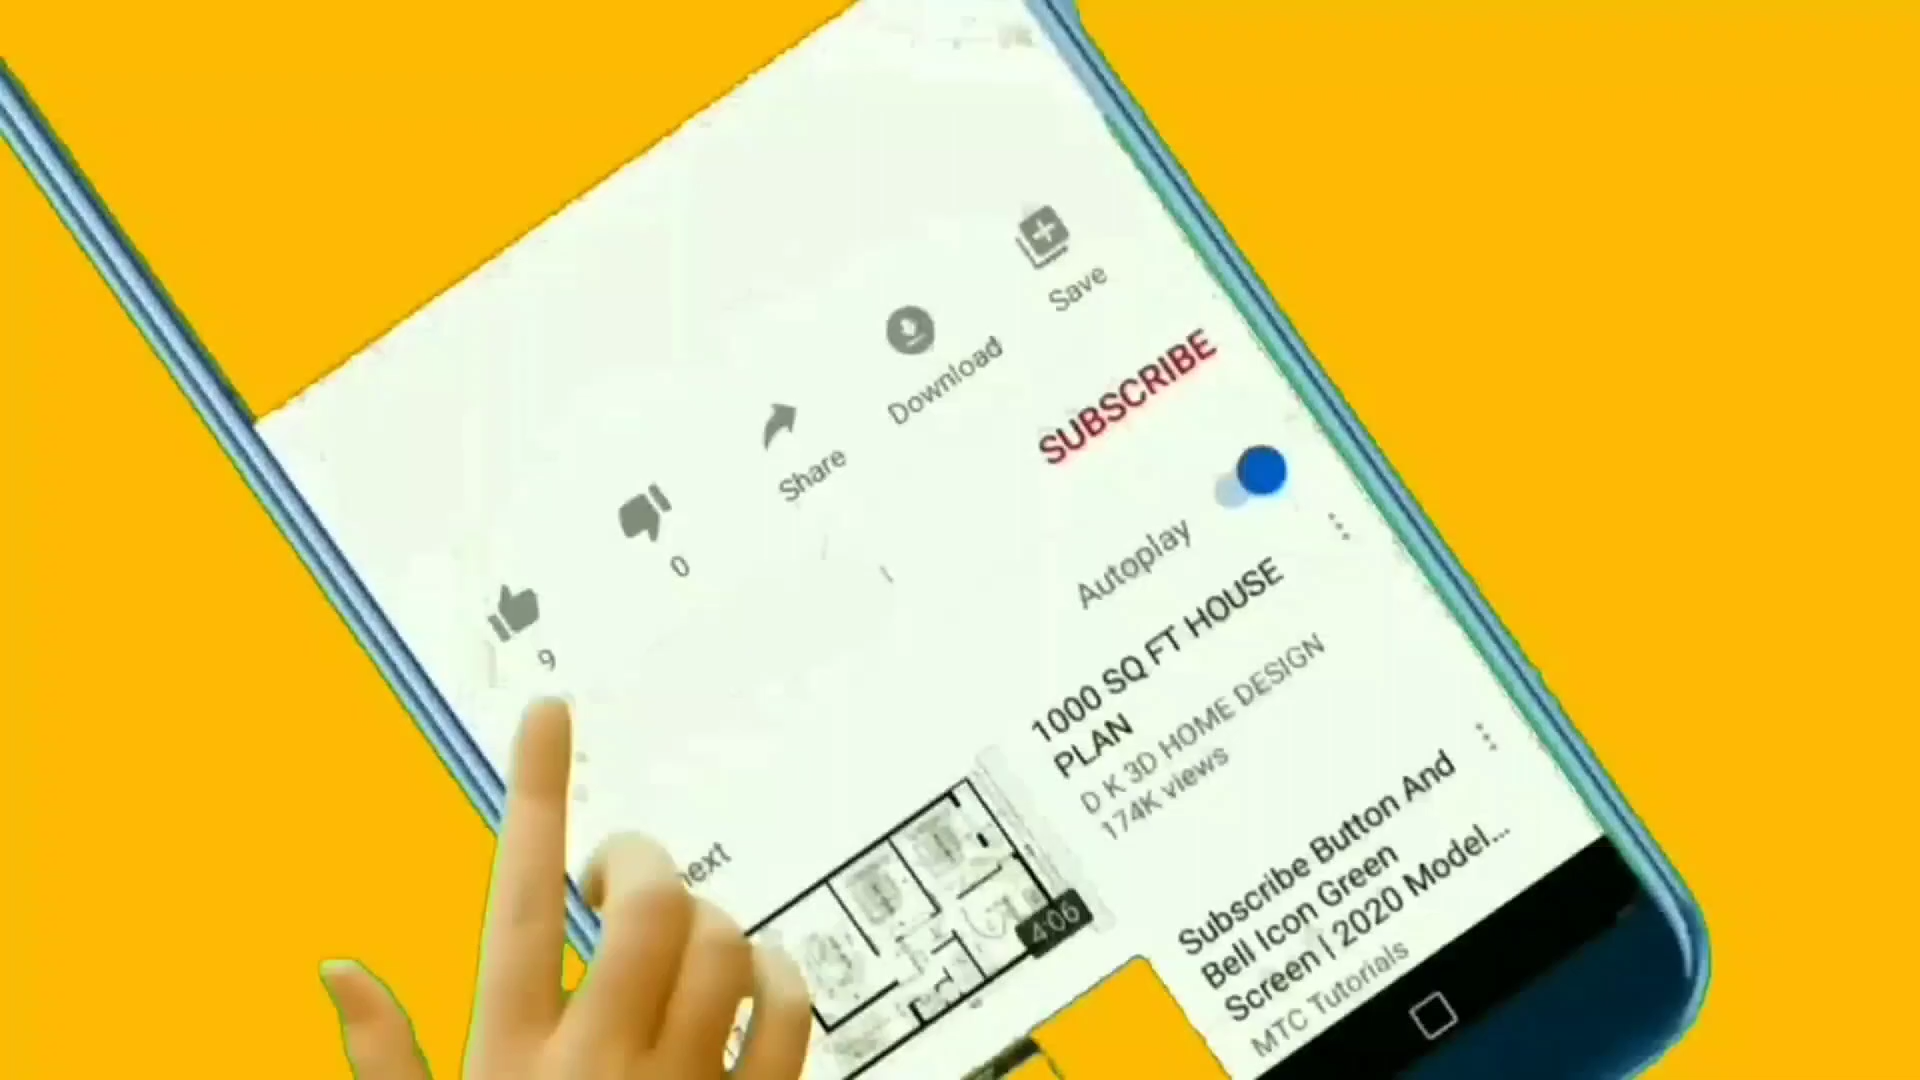 Save
Download
Share
0
9
SUBSCRIBE
Autoplay
next
1000 SQ FT HOUSE
PLAN
D K 3D HOME DESIGN
174K views
4:06
Subscribe Button And
Bell Icon Green
Screen | 2020 Model...
MTC Tutorials